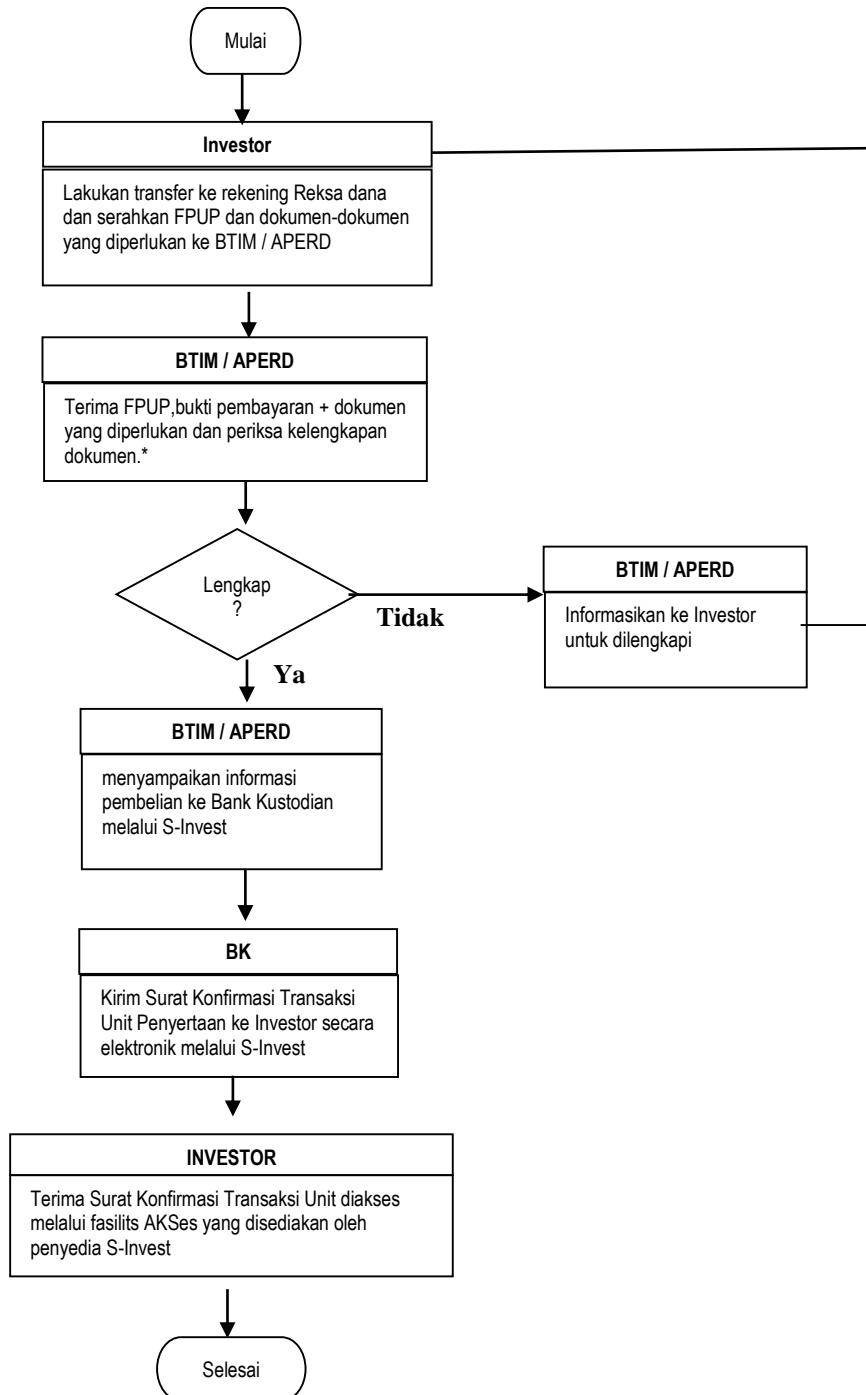 Mulai
Investor
Lakukan transfer ke rekening Reksa dana
dan serahkan FPUP dan dokumen-dokumen
yang diperlukan ke BTIM / APERD
BTIM / APERD
Terima FPUP,bukti pembayaran + dokumen
yang diperlukan dan periksa kelengkapan
dokumen.*
Lengkap
?
Tidak
BTIM / APERD
Informasikan ke Investor
untuk dilengkapi
Ya
BTIM / APERD
menyampaikan informasi
pembelian ke Bank Kustodian
melalui S-Invest
BK
Kirim Surat Konfirmasi Transaksi
Unit Penyertaan ke Investor secara
elektronik melalui S-Invest
INVESTOR
Terima Surat Konfirmasi Transaksi Unit diakses
melalui fasilits AKSes yang disediakan oleh
penyedia S-Invest
Selesai